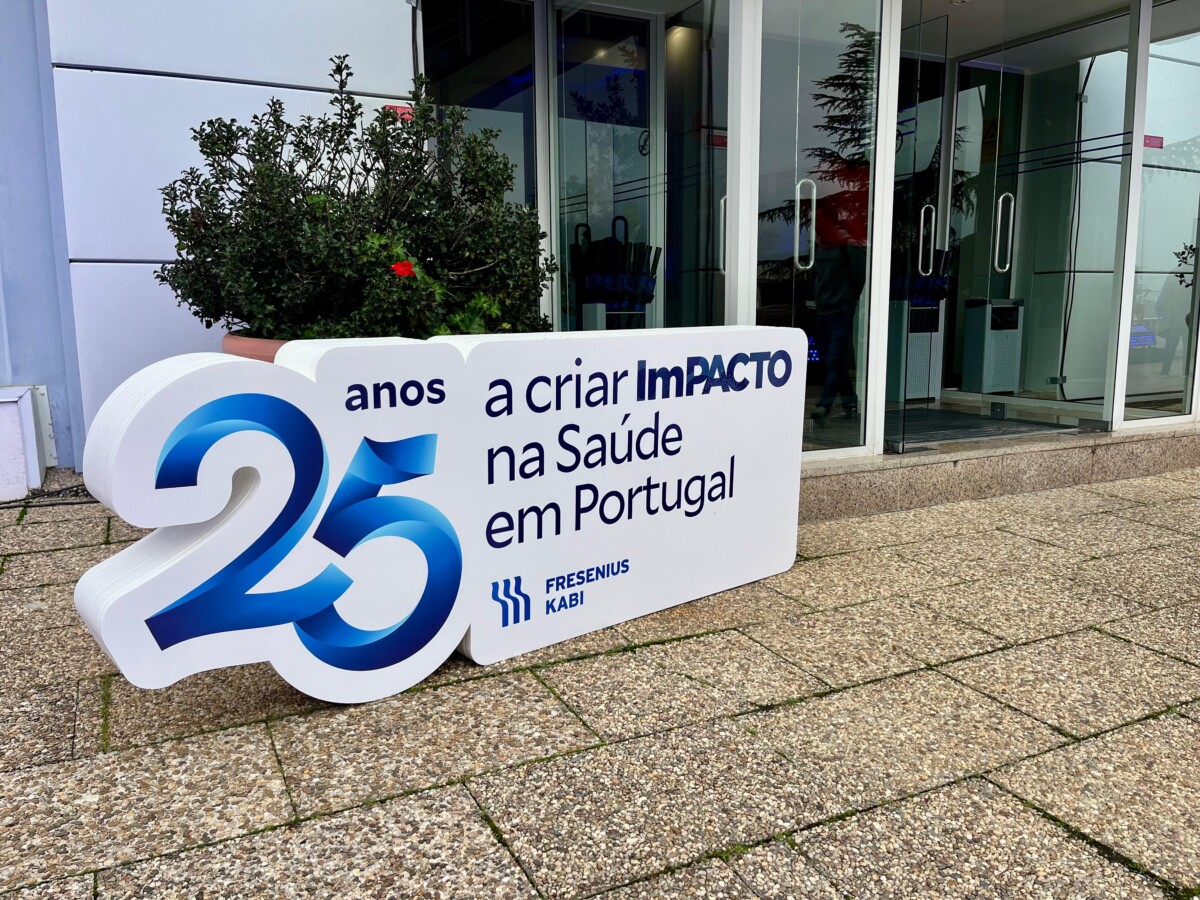 25 anos
a criar ImPACTO
na Saúde
em Portugal
FRESENIUS
KABI